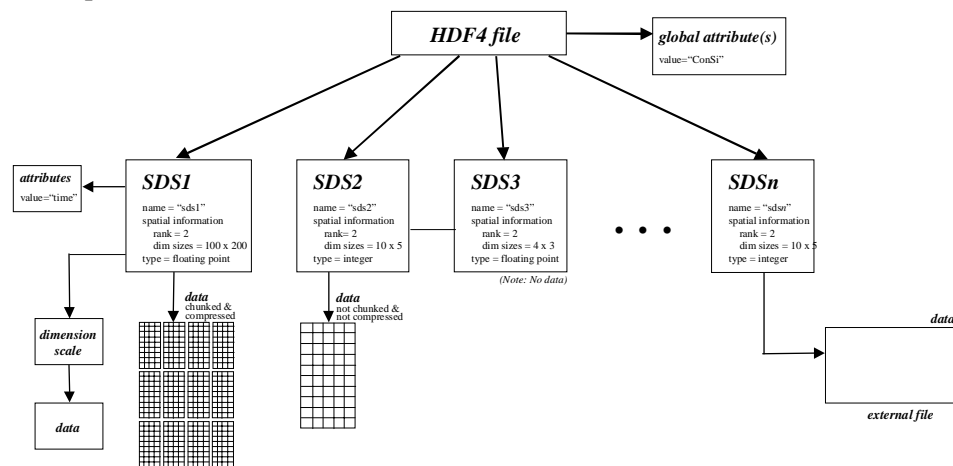 HDF4 file
global attribute(s)
value=“ConSi”
attributes
value=“time”
SDS1
name = “sds1”
spatial information
rank= 2
dim sizes = 100 x 200
type = floating point
SDS2
name = “sds2”
spatial information
rank= 2
dim sizes = 10 x 5
type = integer
SDS3
name = “sds3”
spatial information
rank = 2
dim sizes = 4 x 3
type = floating point
(Note: No data)
• • •
SDSn
name = “sdsn”
spatial information
rank = 2
dim sizes = 10 x 5
type = integer
data
chunked &
compressed
data
not chunked &
not compressed
dimension
scale
data
data
external file